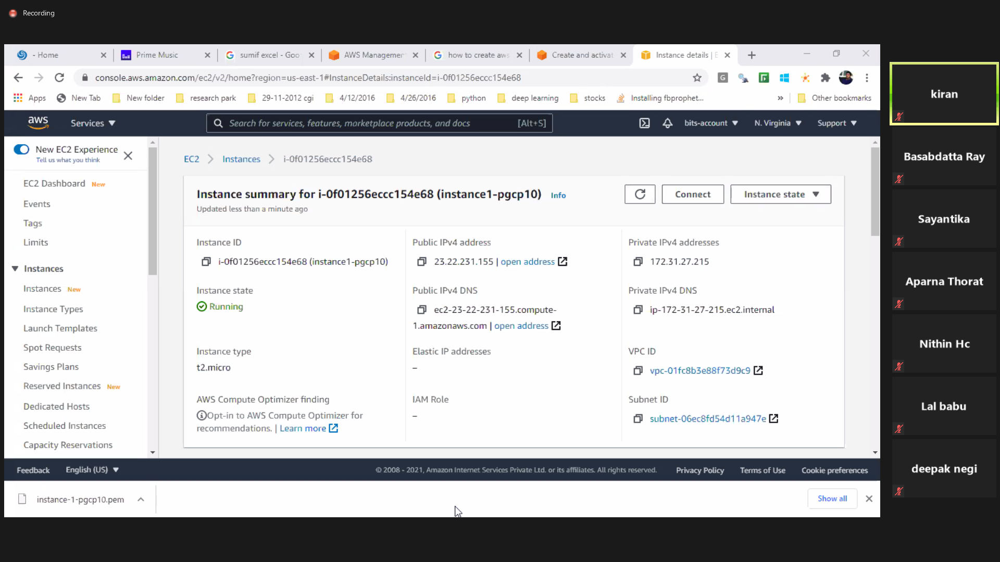 Recording
- Home
Prime Music
sumif excel - Goo
AWS Managemen
how to create aws
Create and activat
Instance details | E
console.aws.amazon.com/ec2/v2/home?region=us-east-1#InstanceDetails:instanceId=i-0f01256eccc154e68
Apps
New Tab
New folder
research park
29-11-2012 cgi
4/12/2016
4/26/2016
python
deep learning
stocks
Installing fbprophet...
»
Other bookmarks
aws
Services
Search for services, features, marketplace products, and docs
[Alt+S]
bits-account
N. Virginia
Support
New EC2 Experience
Tell us what you think
EC2 Dashboard New
Events
Tags
Limits
Instances
Instances New
Instance Types
Launch Templates
Spot Requests
Savings Plans
Reserved Instances New
Dedicated Hosts
Scheduled Instances
Capacity Reservations
EC2 > Instances > i-0f01256eccc154e68
Instance summary for i-0f01256eccc154e68 (instance1-pgcp10) Info
Updated less than a minute ago
Connect
Instance state
Instance ID
i-0f01256eccc154e68 (instance1-pgcp10)
Public IPv4 address
23.22.231.155 | open address
Private IPv4 addresses
172.31.27.215
Instance state
Running
Public IPv4 DNS
ec2-23-22-231-155.compute-
1.amazonaws.com | open address
Private IPv4 DNS
ip-172-31-27-215.ec2.internal
Instance type
t2.micro
Elastic IP addresses
–
VPC ID
vpc-01fc8b3e88f73d9c9
AWS Compute Optimizer finding
Opt-in to AWS Compute Optimizer for
recommendations. | Learn more
IAM Role
–
Subnet ID
subnet-06ec8fd54d11a947e
Feedback
English (US)
© 2008 - 2021, Amazon Internet Services Private Ltd. or its affiliates. All rights reserved.
Privacy Policy
Terms of Use
Cookie preferences
instance-1-pgcp10.pem
Show all
kiran
Basabdatta Ray
Sayantika
Aparna Thorat
Nithin Hc
Lal babu
deepak negi